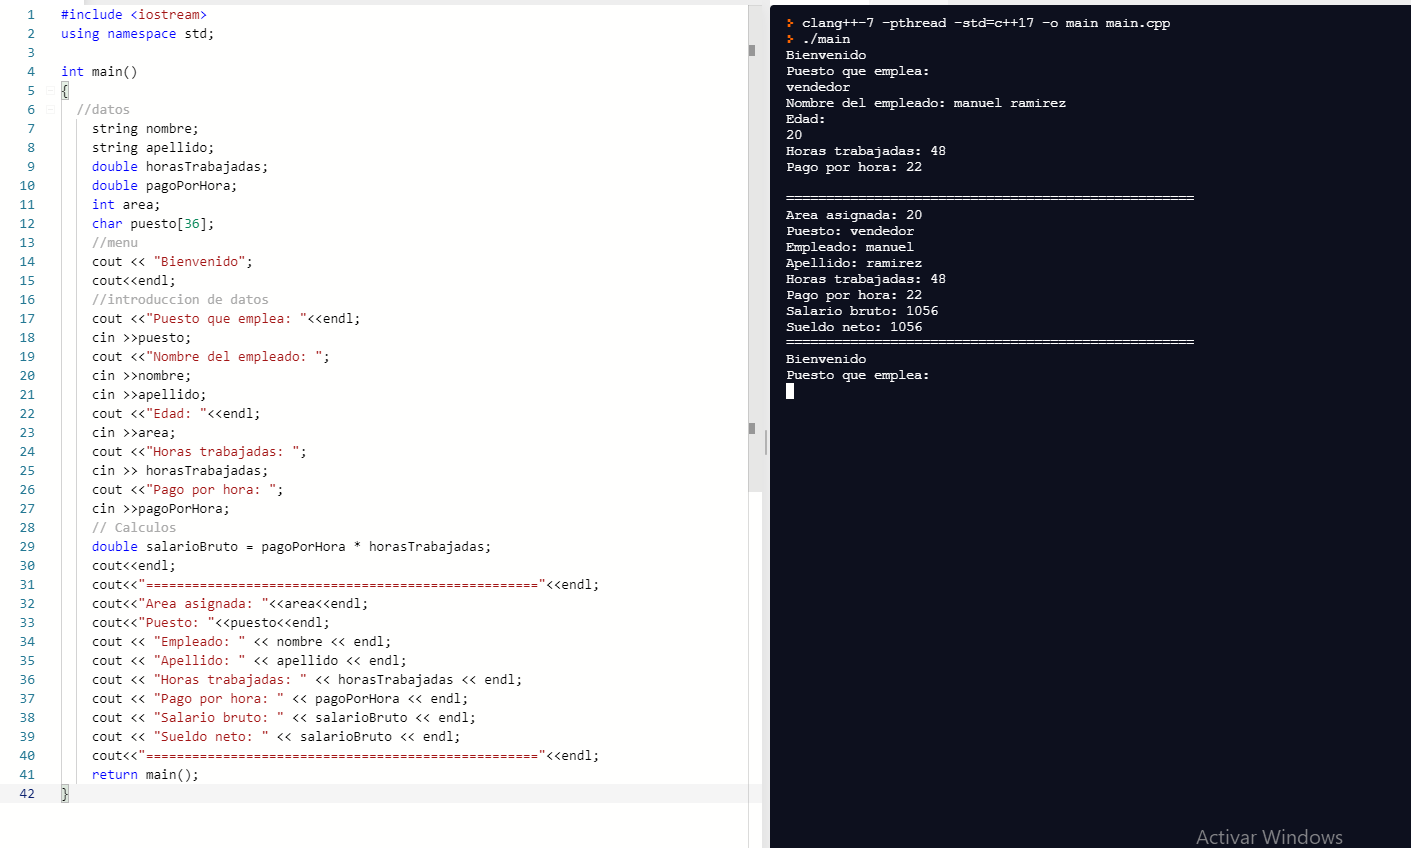 1 #include <iostream>
2 using namespace std;
3
4 int main()
5 {
6 //datos
7 string nombre;
8 string apellido;
9 double horasTrabajadas;
10 double pagoPorHora;
11 int area;
12 char puesto[36];
13 //menu
14 cout << "Bienvenido";
15 cout<<endl;
16 //introduccion de datos
17 cout <<"Puesto que emplea: "<<endl;
18 cin >>puesto;
19 cout <<"Nombre del empleado: ";
20 cin >>nombre;
21 cin >>apellido;
22 cout <<"Edad: "<<endl;
23 cin >>area;
24 cout <<"Horas trabajadas: ";
25 cin >> horasTrabajadas;
26 cout <<"Pago por hora: ";
27 cin >>pagoPorHora;
28 // Calculos
29 double salarioBruto = pagoPorHora * horasTrabajadas;
30 cout<<endl;
31 cout<<"==================================================="<<endl;
32 cout<<"Area asignada: "<<area<<endl;
33 cout<<"Puesto: "<<puesto<<endl;
34 cout << "Empleado: " << nombre << endl;
35 cout << "Apellido: " << apellido << endl;
36 cout << "Horas trabajadas: " << horasTrabajadas << endl;
37 cout << "Pago por hora: " << pagoPorHora << endl;
38 cout << "Salario bruto: " << salarioBruto << endl;
39 cout << "Sueldo neto: " << salarioBruto << endl;
40 cout<<"==================================================="<<endl;
41 return main();
42 }
> clang++-7 -pthread -std=c++17 -o main main.cpp
> ./main
Bienvenido
Puesto que emplea:
vendedor
Nombre del empleado: manuel ramirez
Edad:
20
Horas trabajadas: 48
Pago por hora: 22
===================================================
Area asignada: 20
Puesto: vendedor
Empleado: manuel
Apellido: ramirez
Horas trabajadas: 48
Pago por hora: 22
Salario bruto: 1056
Sueldo neto: 1056
===================================================
Bienvenido
Puesto que emplea:
Activar Windows